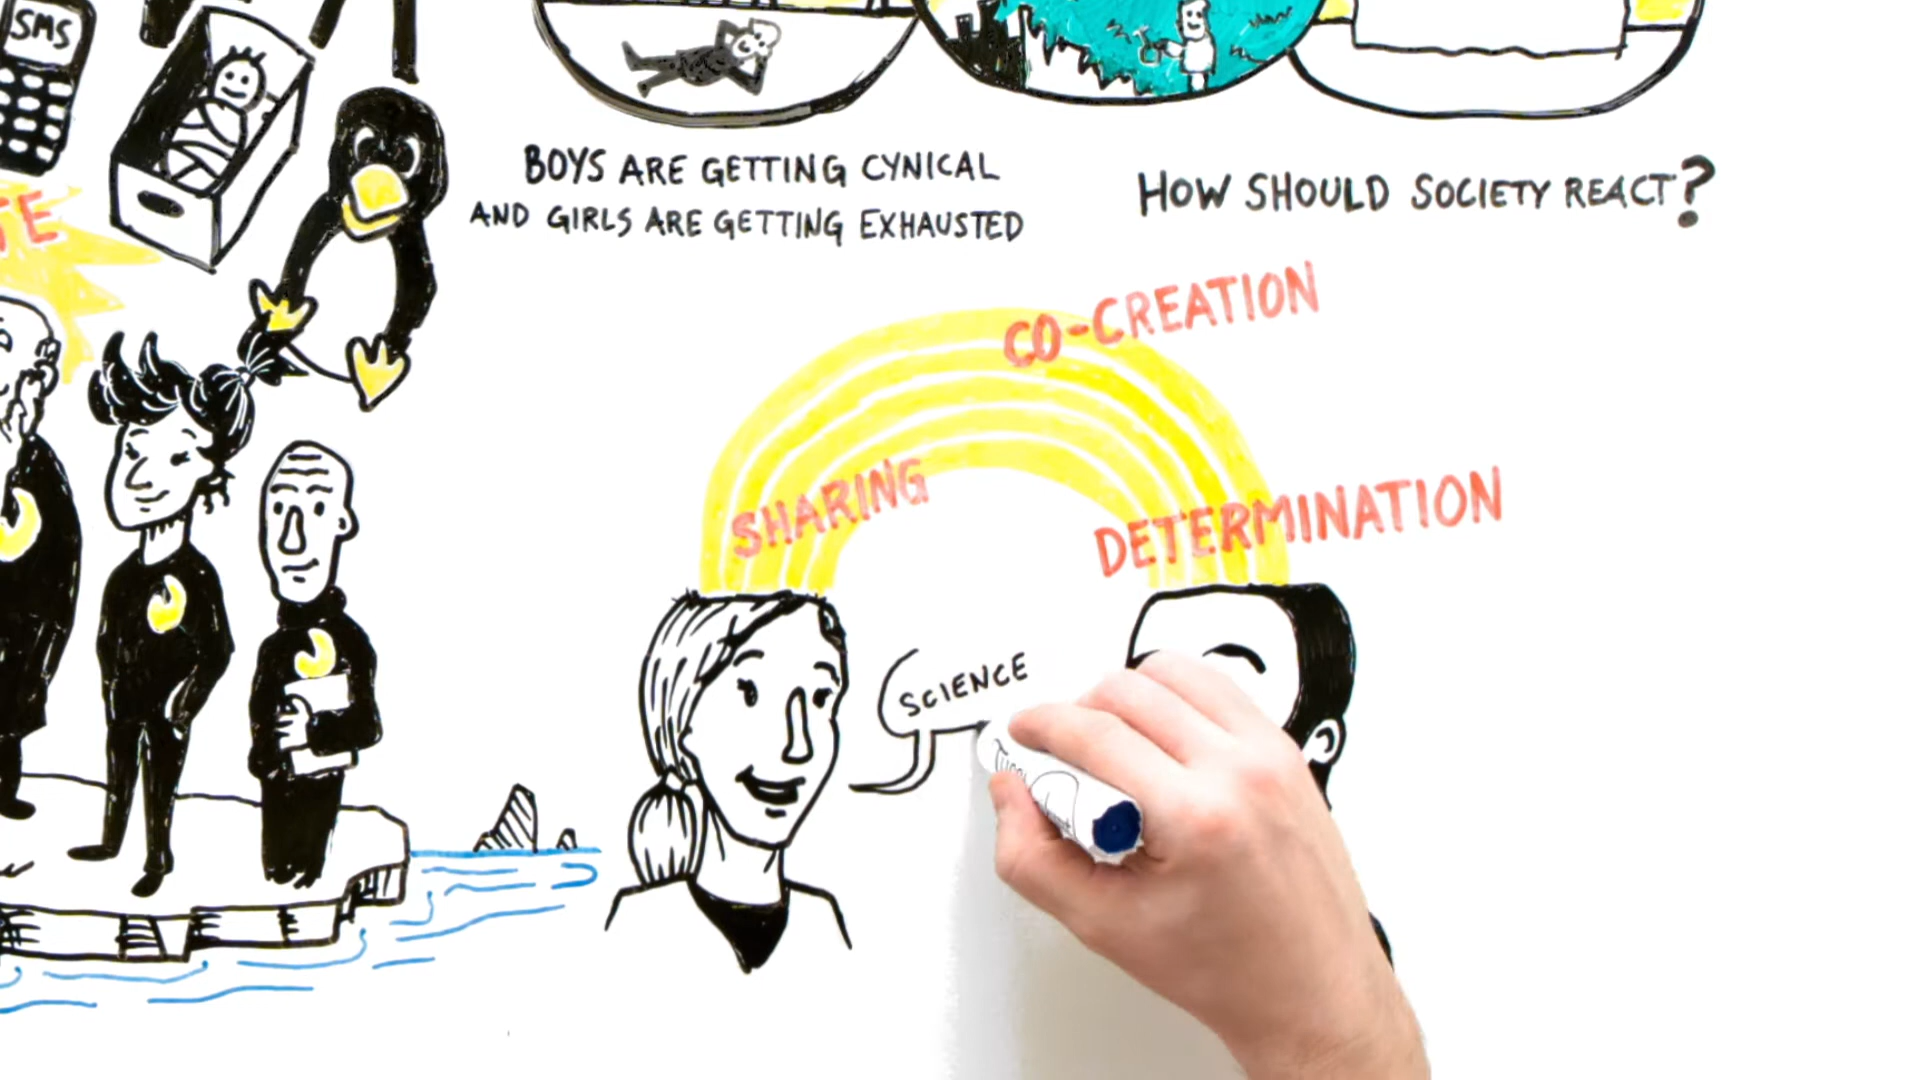 SMS
BOYS ARE GETTING CYNICAL
AND GIRLS ARE GETTING EXHAUSTED
HOW SHOULD SOCIETY REACT?
CO-CREATION
SHARING
DETERMINATION
SCIENCE